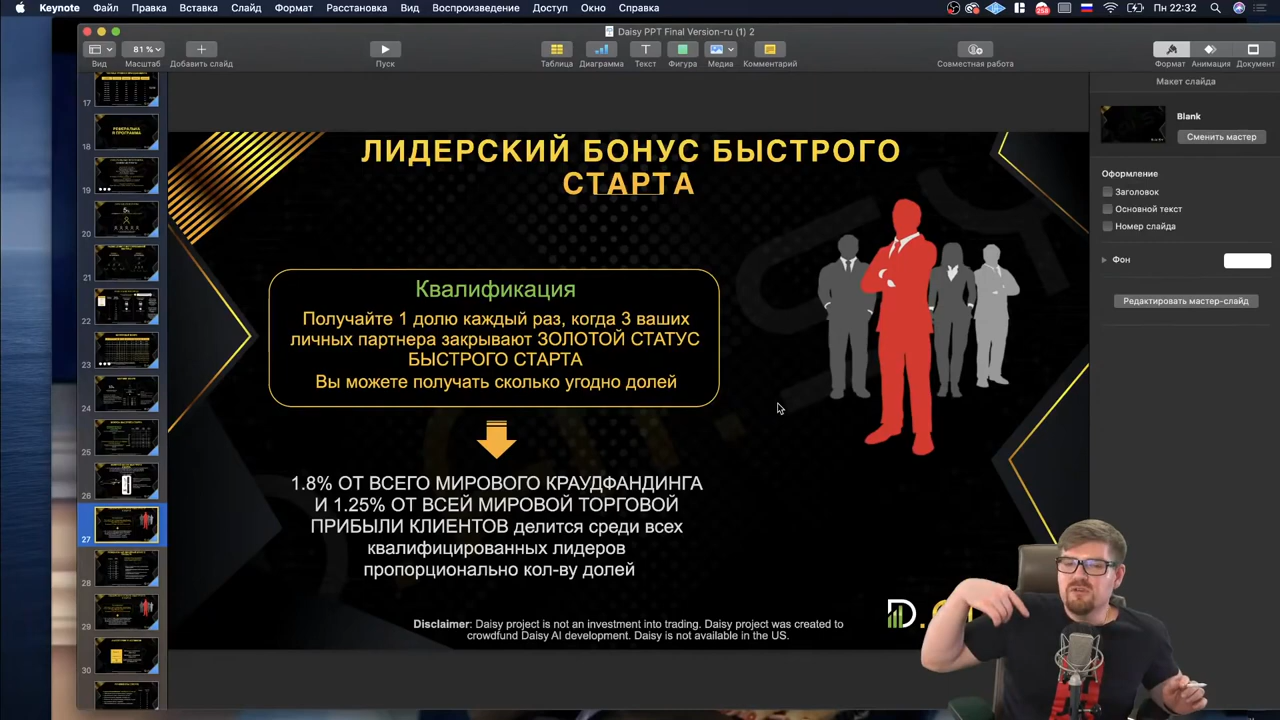 Keynote Файл Правка Вставка Слайд Формат Расстановка Вид Воспроизведение Доступ Окно Справка 258 Пн 22:32
Daisy PPT Final Version-ru (1) 2
81 %
Вид Масштаб Добавить слайд Пуск Таблица Диаграмма Текст Фигура Медиа Комментарий Совместная работа Формат Анимация Документ
Макет слайда
Blank
Сменить мастер
Оформление
Заголовок
Основной текст
Номер слайда
Фон
Редактировать мастер-слайд
17
18
19
20
21
22
23
24
25
26
27
28
29
30
ЛИДЕРСКИЙ БОНУС БЫСТРОГО
СТАРТА
Квалификация
Получайте 1 долю каждый раз, когда 3 ваших
личных партнера закрывают ЗОЛОТОЙ СТАТУС
БЫСТРОГО СТАРТА
Вы можете получать сколько угодно долей
1.8% ОТ ВСЕГО МИРОВОГО КРАУДФАНДИНГА
И 1.25% ОТ ВСЕЙ МИРОВОЙ ТОРГОВОЙ
ПРИБЫЛИ КЛИЕНТОВ делится среди всех
квалифицированных лидеров
пропорционально кол-ву долей
Disclaimer: Daisy project is not an investment into trading. Daisy project was created to
crowdfund Daisy AI development. Daisy is not available in the US.